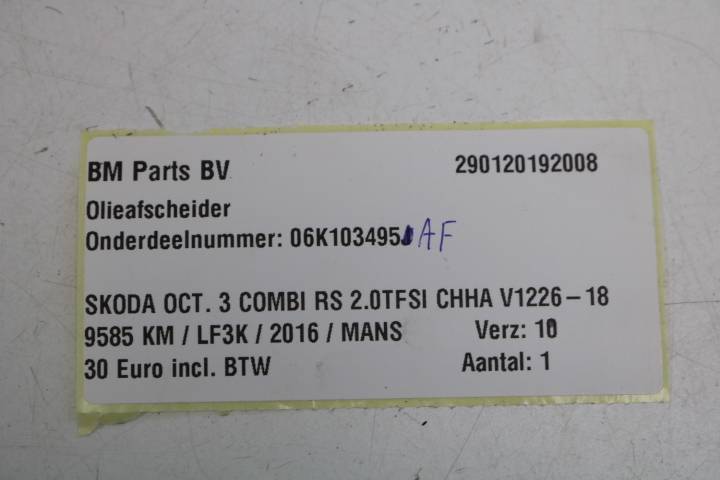 BM Parts BV 290120192008
Olieafscheider
Onderdeelnummer: 06K103495 AF
SKODA OCT. 3 COMBI RS 2.0TFSI CHHA V1226-18
9585 KM / LF3K / 2016 / MANS Verz: 10
30 Euro incl. BTW Aantal: 1